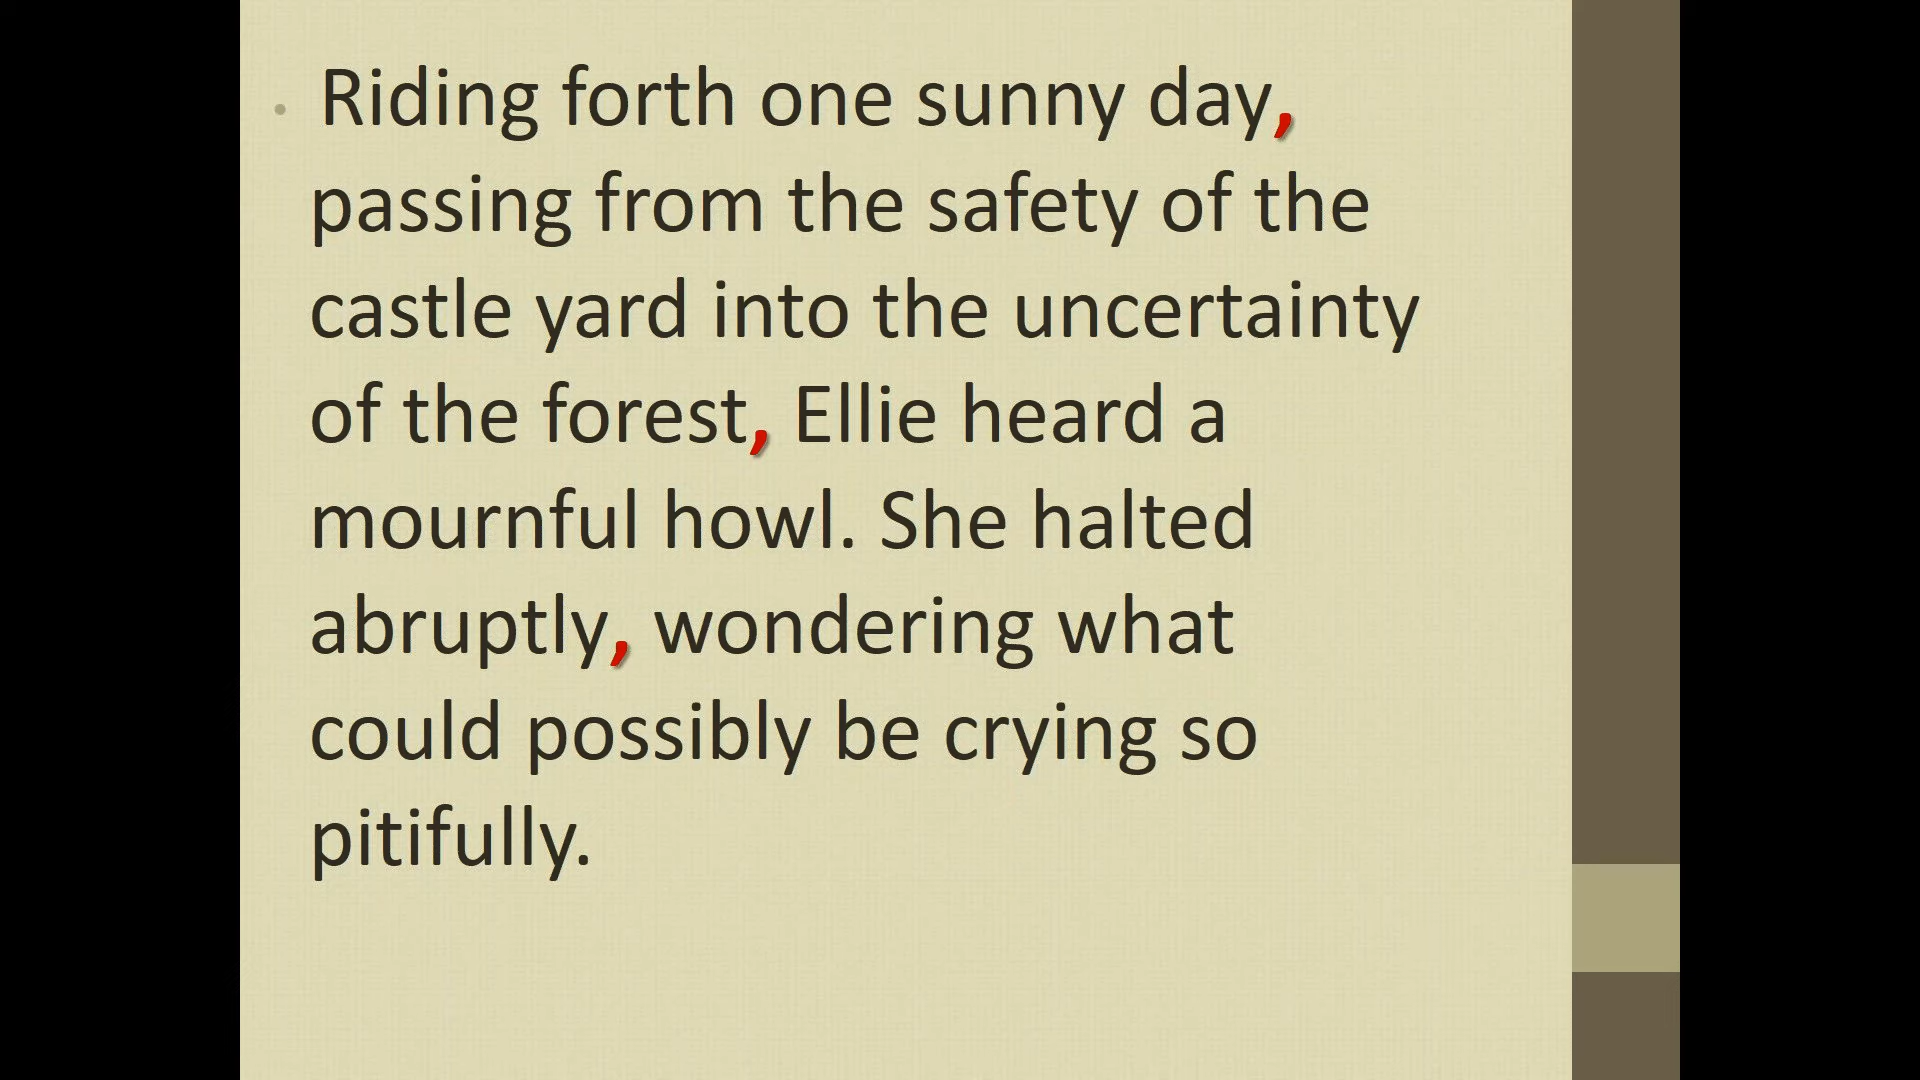 • Riding forth one sunny day,
passing from the safety of the
castle yard into the uncertainty
of the forest, Ellie heard a
mournful howl. She halted
abruptly, wondering what
could possibly be crying so
pitifully.